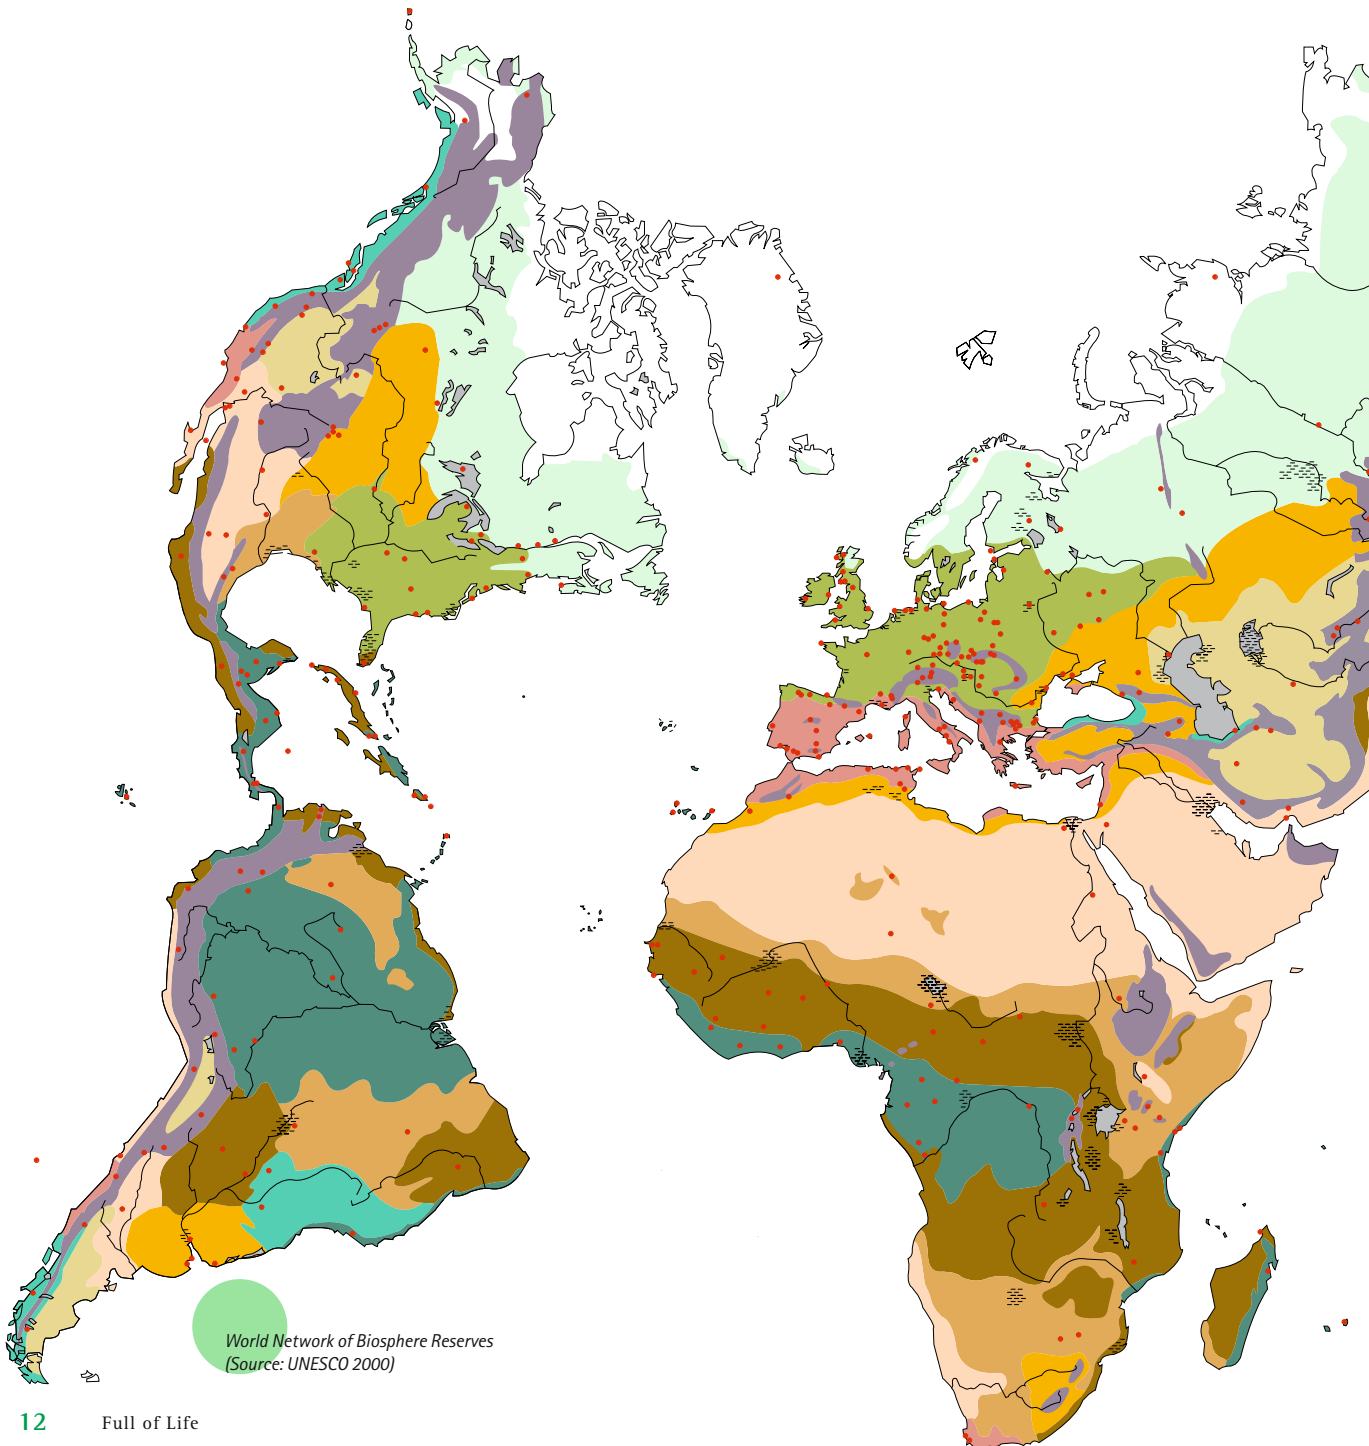 World Network of Biosphere Reserves
(Source: UNESCO 2000)
12 Full of Life